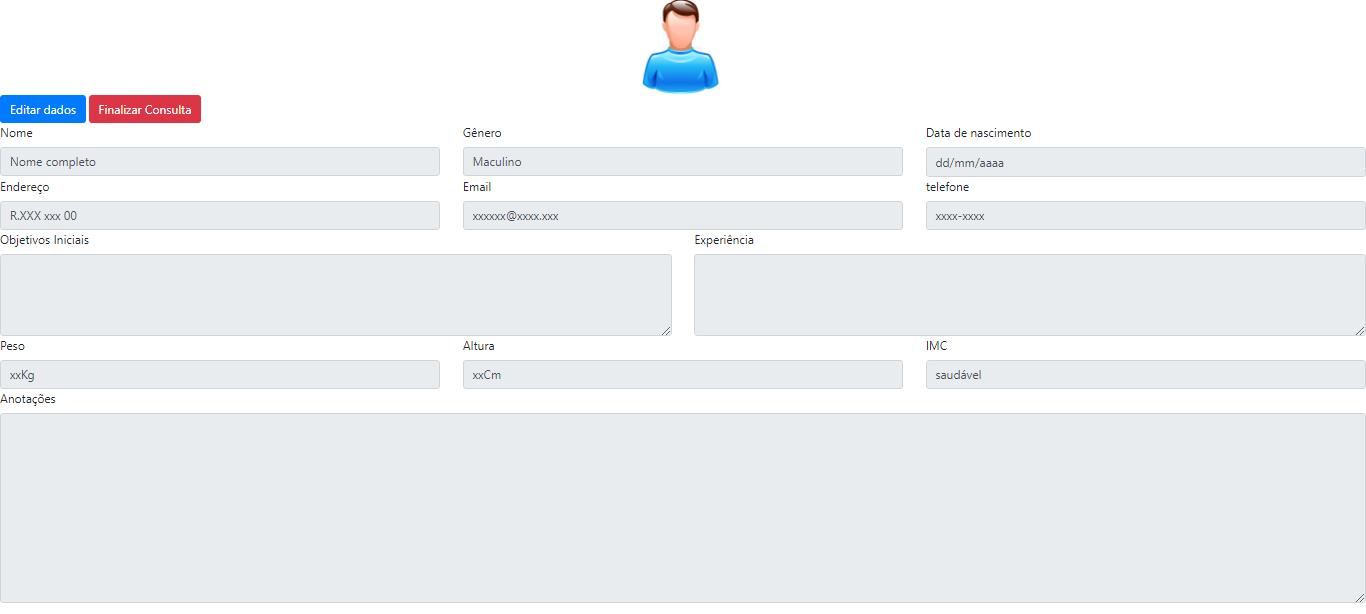 Editar dados Finalizar Consulta
Nome Gênero Data de nascimento
Nome completo Maculino dd/mm/aaaa
Endereço Email telefone
R.XXX xxx 00 xxxxxx@xxxx.xxx xxxx-xxxx
Objetivos Iniciais Experiência
Peso Altura IMC
xxKg xxCm saudável
Anotações